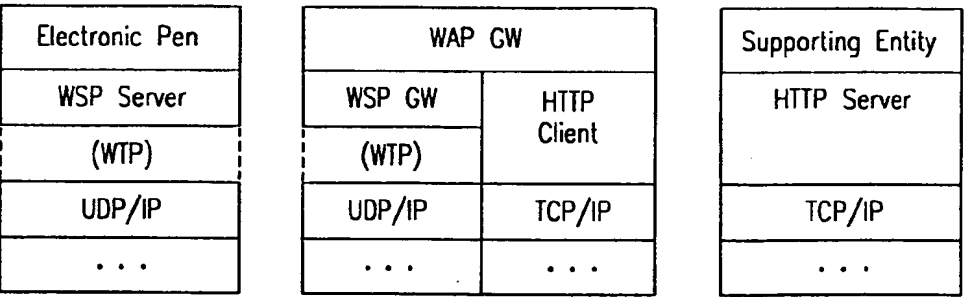 Electronic Pen
WSP Server
(WTP)
UDP/IP
...
WAP GW
WSP GW
(WTP)
UDP/IP
...
HTTP
Client
TCP/IP
...
Supporting Entity
HTTP Server
TCP/IP
...